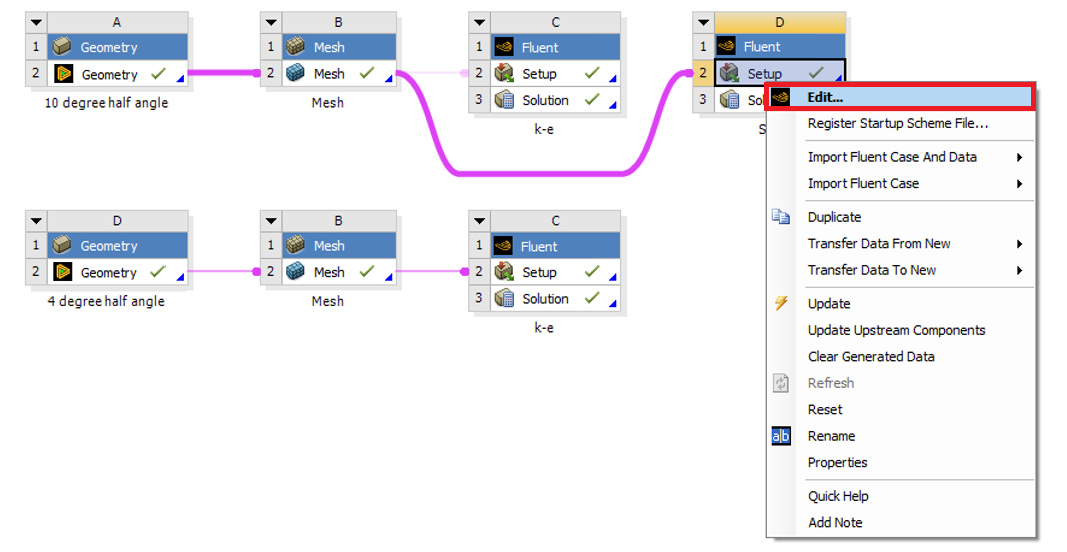 A B C D
1 Geometry 1 Mesh 1 Fluent 1 Fluent
2 Geometry 2 Mesh 2 Setup 2 Setup
10 degree half angle Mesh 3 Solution 3 So
k-e S
D B C
1 Geometry 1 Mesh 1 Fluent
2 Geometry 2 Mesh 2 Setup
4 degree half angle Mesh 3 Solution
k-e
Edit...
Register Startup Scheme File...
Import Fluent Case And Data
Import Fluent Case
Duplicate
Transfer Data From New
Transfer Data To New
Update
Update Upstream Components
Clear Generated Data
Refresh
Reset
a|b Rename
Properties
Quick Help
Add Note